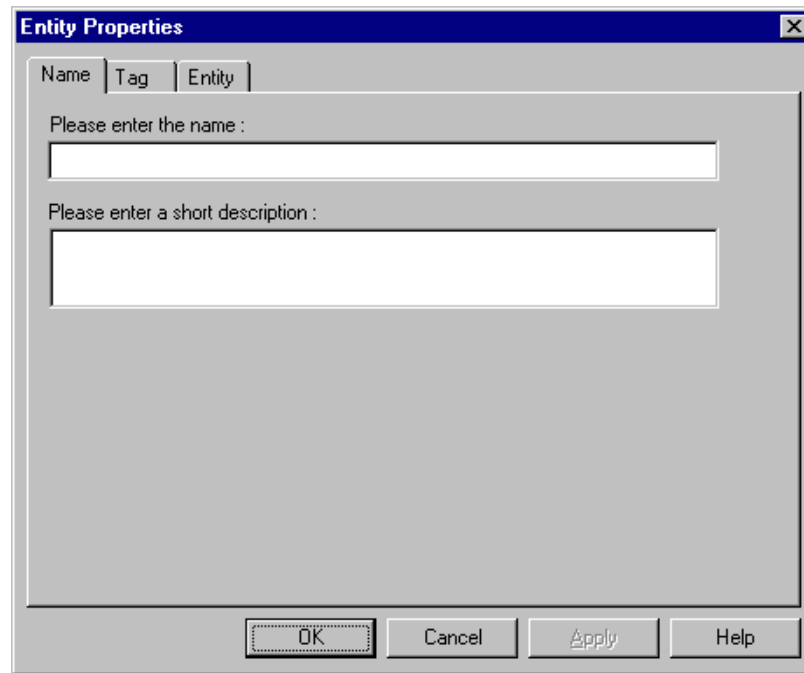 Entity Properties
Name Tag Entity
Please enter the name :
Please enter a short description :
OK Cancel Apply Help